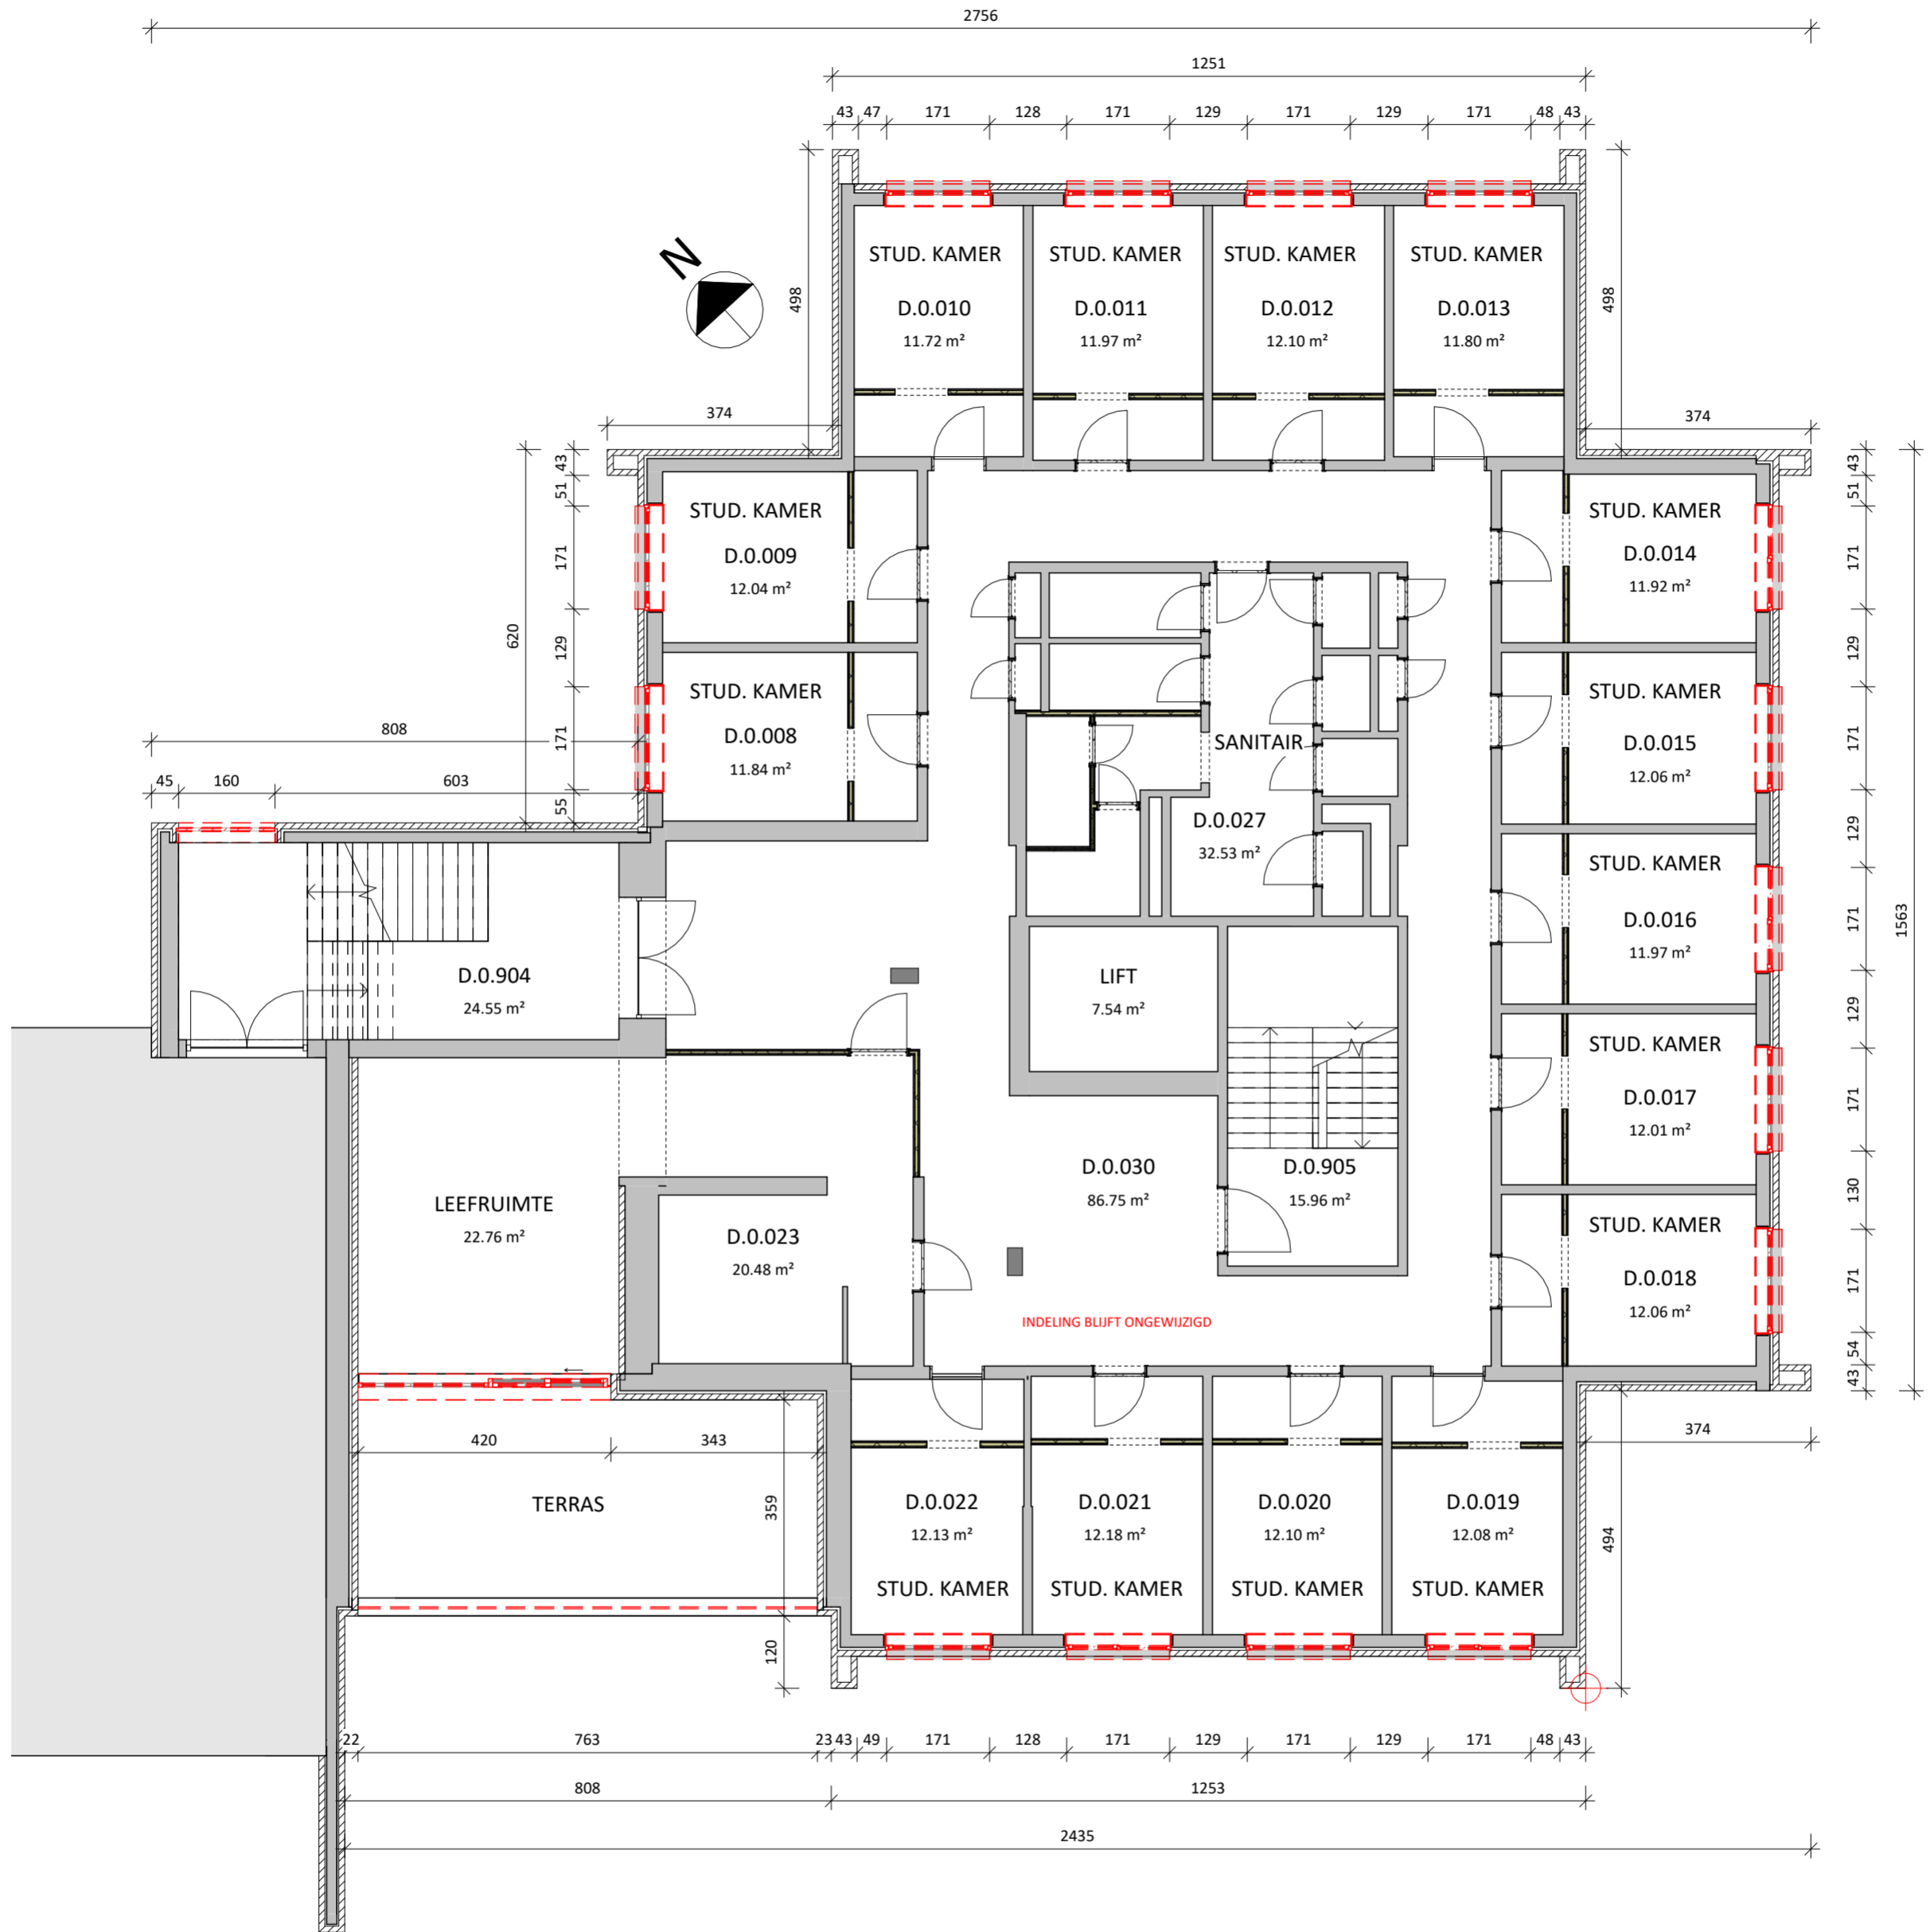 2756
1251
43 47 171 128 171 129 171 129 171 48 43
N
498
498
STUD. KAMER
D.0.010
11.72 m²
STUD. KAMER
D.0.011
11.97 m²
STUD. KAMER
D.0.012
12.10 m²
STUD. KAMER
D.0.013
11.80 m²
374
374
43
51
171
129
171
55
620
STUD. KAMER
D.0.009
12.04 m²
STUD. KAMER
D.0.008
11.84 m²
808
45 160 603
STUD. KAMER
D.0.014
11.92 m²
STUD. KAMER
D.0.015
12.06 m²
STUD. KAMER
D.0.016
11.97 m²
STUD. KAMER
D.0.017
12.01 m²
STUD. KAMER
D.0.018
12.06 m²
43
51
171
129
171
129
171
129
171
130
171
54
43
1563
SANITAIR
D.0.027
32.53 m²
D.0.904
24.55 m²
LIFT
7.54 m²
D.0.030
86.75 m²
D.0.905
15.96 m²
LEEFRUIMTE
22.76 m²
D.0.023
20.48 m²
INDELING BLIJFT ONGEWIJZIGD
420 343
374
TERRAS
359
120
494
D.0.022
12.13 m²
STUD. KAMER
D.0.021
12.18 m²
STUD. KAMER
D.0.020
12.10 m²
STUD. KAMER
D.0.019
12.08 m²
STUD. KAMER
22 763 23 43 49 171 128 171 129 171 129 171 48 43
808 1253
2435